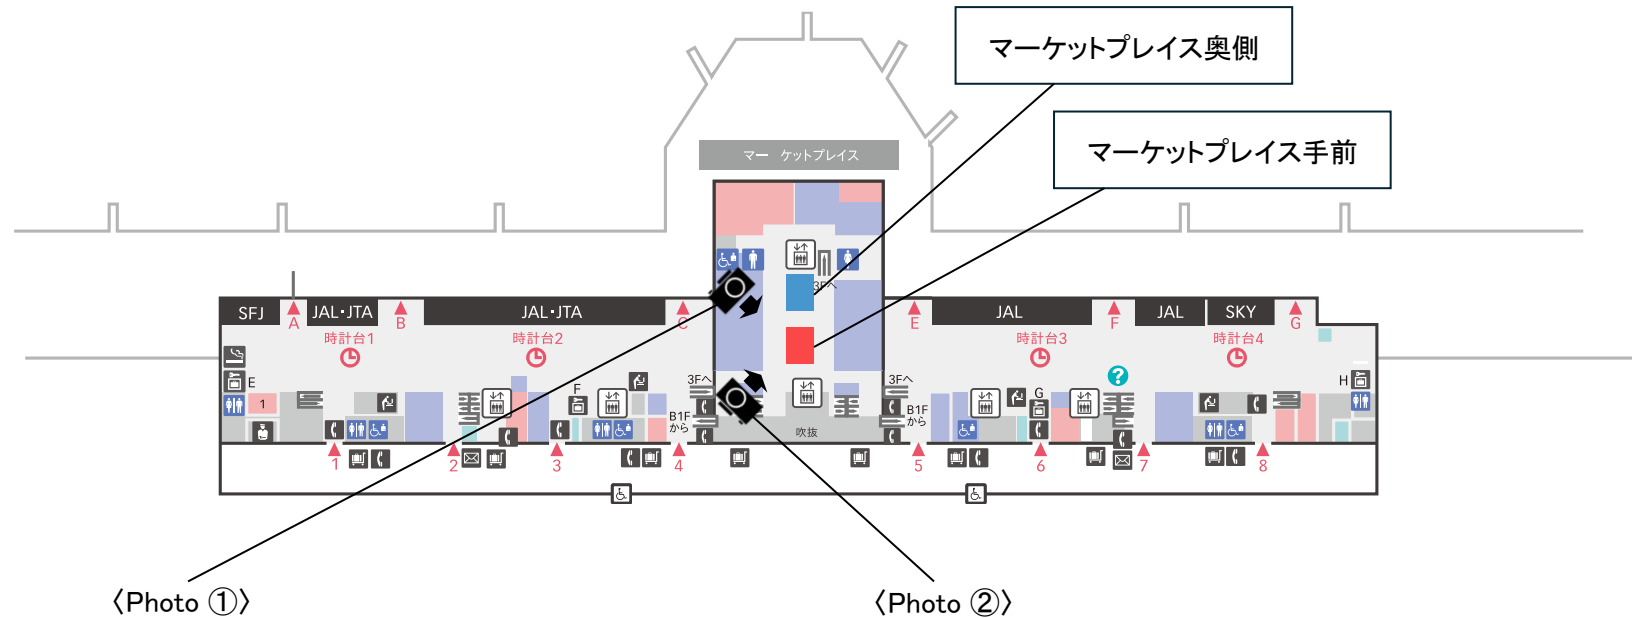 マーケットプレイス奥側
マーケットプレイス手前
マー ケットプレイス
3Fへ
SFJ
A
JAL・JTA
B
JAL・JTA
C
E
JAL
F
JAL
SKY
G
時計台1
時計台2
時計台3
時計台4
E
F
3Fへ
3Fへ
G
?
H
1
B1F
から
B1F
から
吹抜
1
2
3
4
5
6
7
8
〈Photo ①〉
〈Photo ②〉